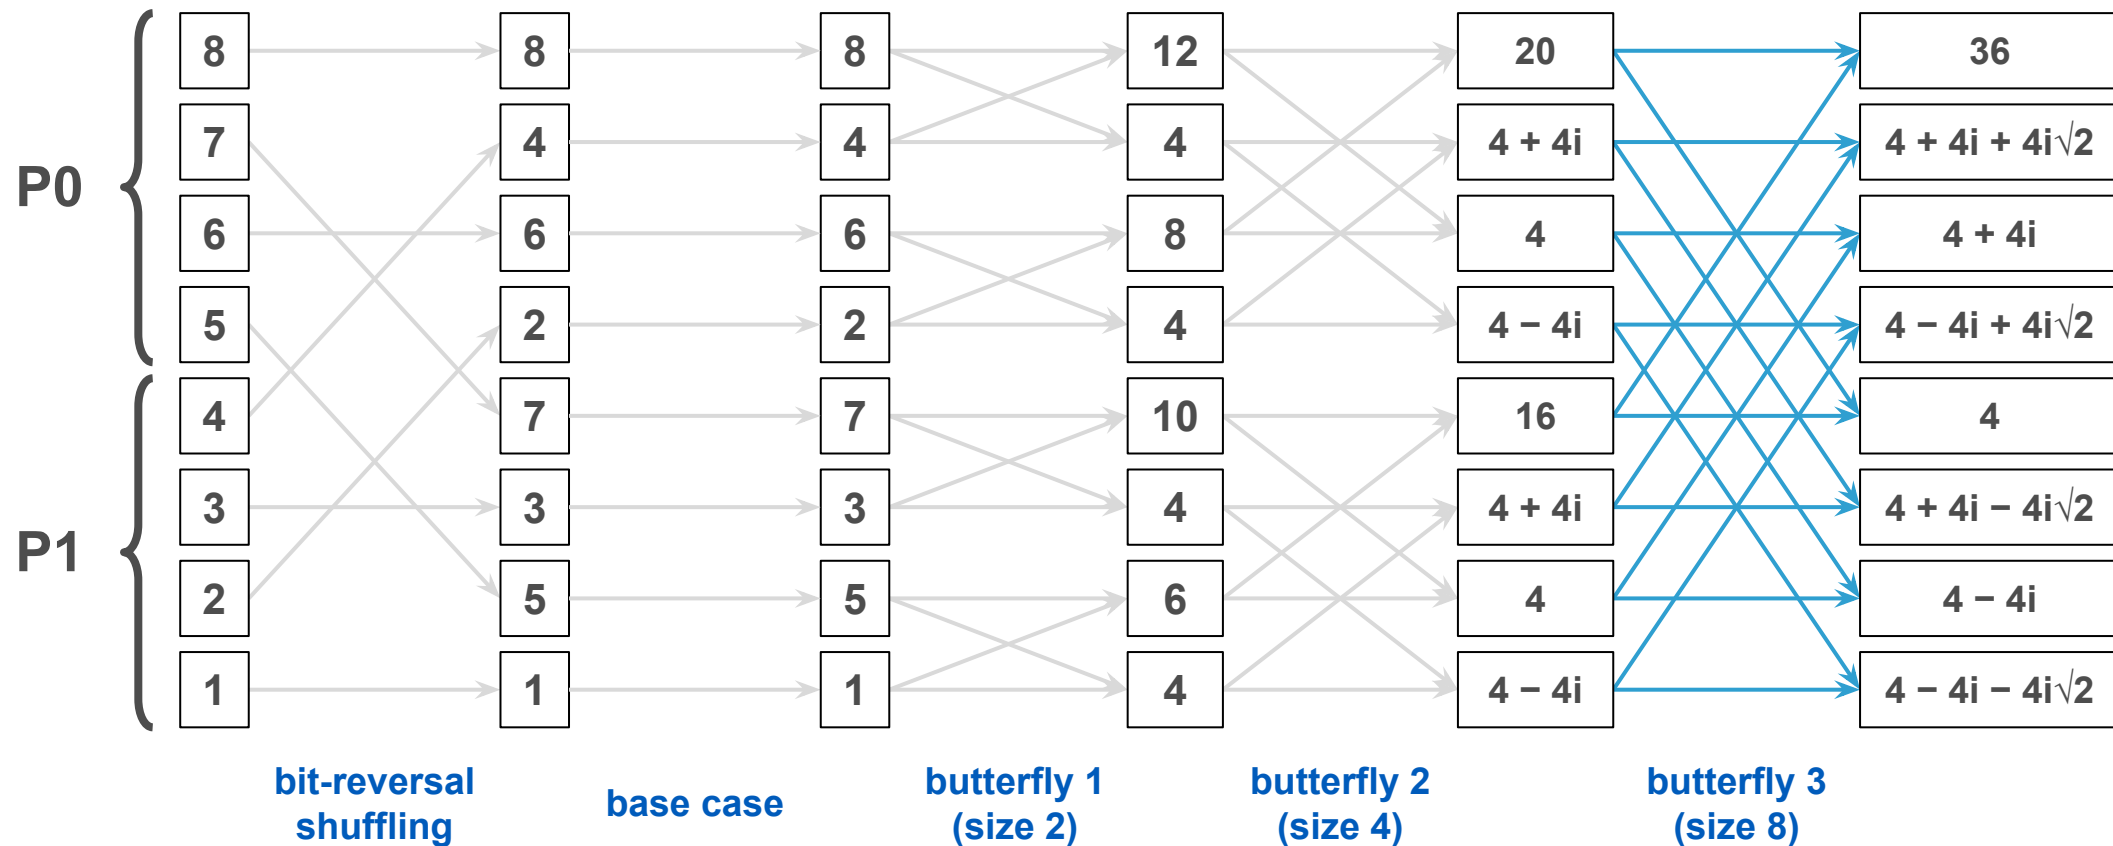 8 8 8 12 20 36
7 4 4 4 4 + 4i 4 + 4i + 4i√2
P0
6 6 6 8 4 4 + 4i
5 2 2 4 4 − 4i 4 − 4i + 4i√2
4 7 7 10 16 4
3 3 3 4 4 + 4i 4 + 4i − 4i√2
P1
2 5 5 6 4 4 − 4i
1 1 1 4 4 − 4i 4 − 4i − 4i√2
bit-reversal
shuffling
base case
butterfly 1
(size 2)
butterfly 2
(size 4)
butterfly 3
(size 8)